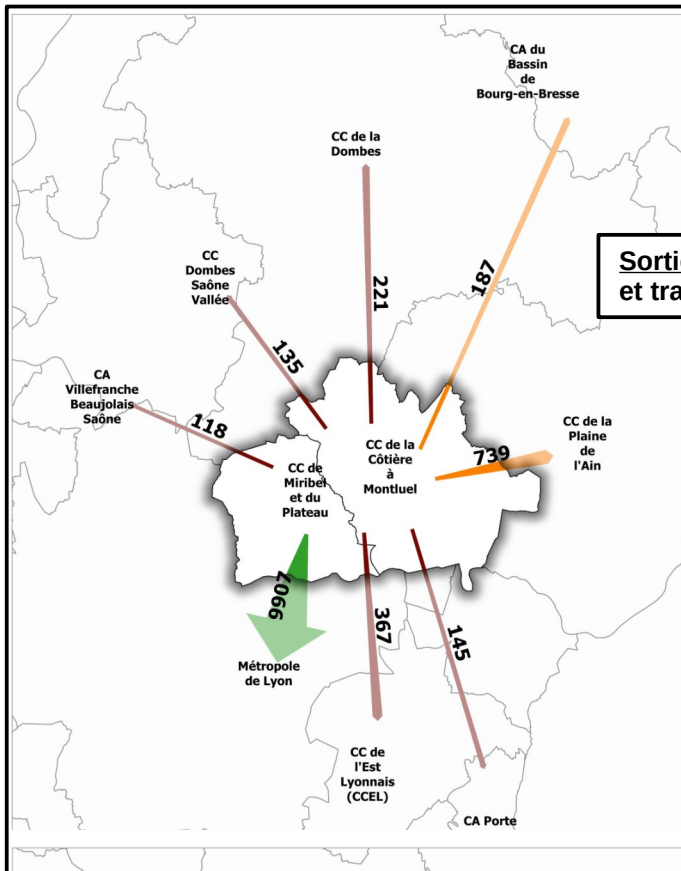 CA du
Bassin
de
Bourg-en-Bresse
CC de la
Dombes
CC
Dombes
Saône
Vallée
187
221
Sortie
et tra
135
CA
Villefranche
Beaujolais
Saône
118
CC de la
Côtière
à
Montluel
CC de la
Plaine
de
l'Ain
739
CC de
Miribel
et du
Plateau
9907
367
145
Métropole
de Lyon
CC de
l'Est
Lyonnais
(CCEL)
CA Porte